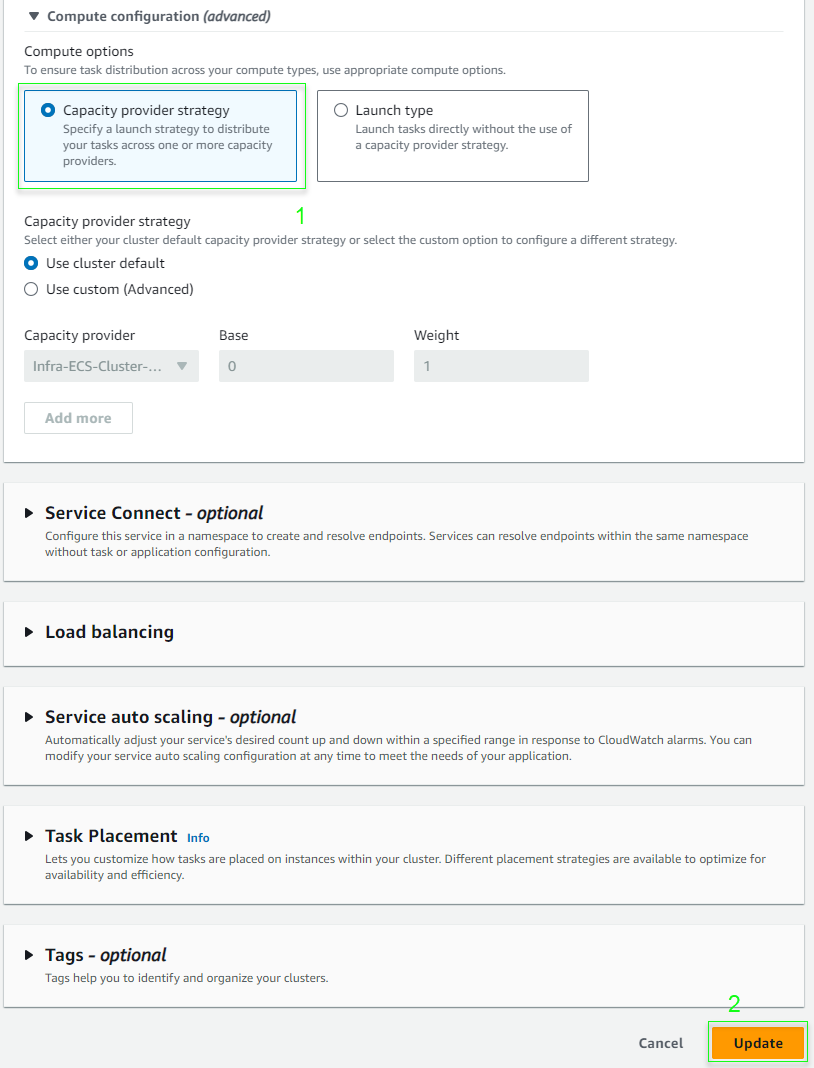 Compute configuration (advanced)
Compute options
To ensure task distribution across your compute types, use appropriate compute options.
Capacity provider strategy
Specify a launch strategy to distribute
your tasks across one or more capacity
providers.
Launch type
Launch tasks directly without the use of
a capacity provider strategy.
1
Capacity provider strategy
Select either your cluster default capacity provider strategy or select the custom option to configure a different strategy.
Use cluster default
Use custom (Advanced)
Capacity provider Base Weight
Infra-ECS-Cluster-... 0 1
Add more
Service Connect - optional
Configure this service in a namespace to create and resolve endpoints. Services can resolve endpoints within the same namespace
without task or application configuration.
Load balancing
Service auto scaling - optional
Automatically adjust your service's desired count up and down within a specified range in response to CloudWatch alarms. You can
modify your service auto scaling configuration at any time to meet the needs of your application.
Task Placement Info
Lets you customize how tasks are placed on instances within your cluster. Different placement strategies are available to optimize for
availability and efficiency.
Tags - optional
Tags help you to identify and organize your clusters.
2
Cancel Update